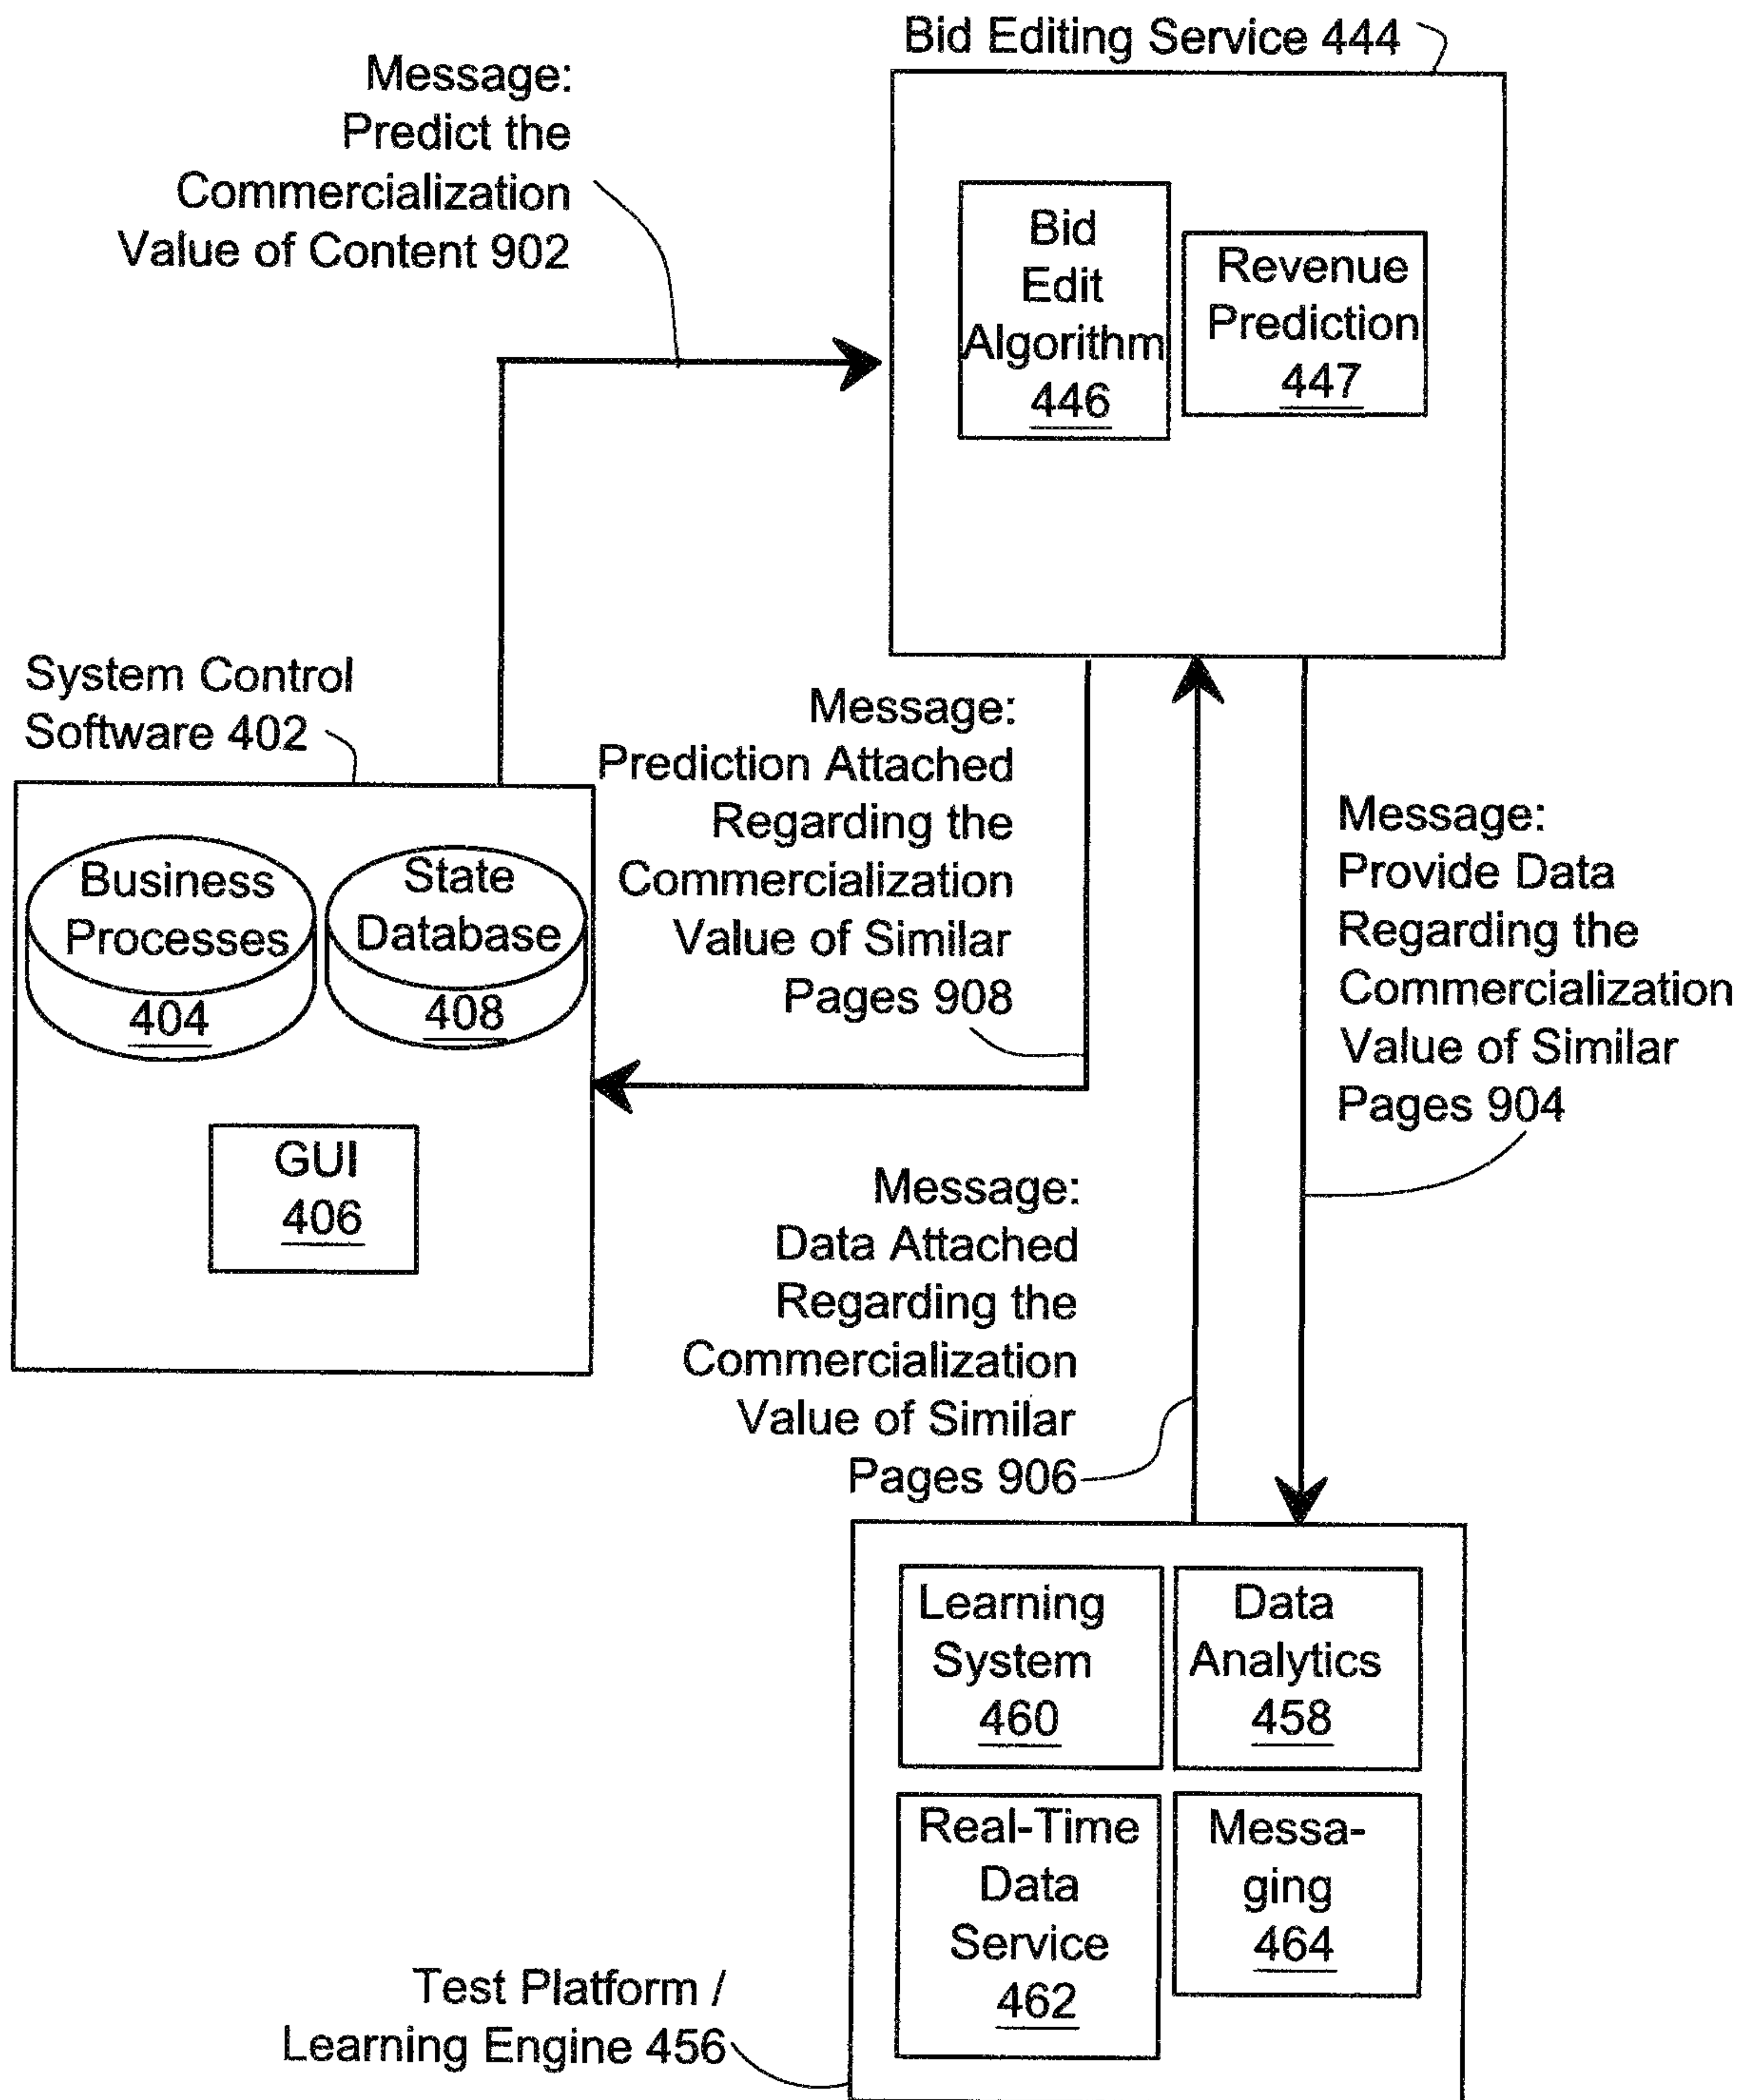 Bid Editing Service 444
Message:
Predict the
Commercialization
Value of Content 902
Bid
Edit
Algorithm
446
Revenue
Prediction
447
System Control
Software 402
Message:
Prediction Attached
Regarding the
Commercialization
Value of Similar
Pages 908
Message:
Provide Data
Regarding the
Commercialization
Value of Similar
Pages 904
Business
Processes
404
State
Database
408
GUI
406
Message:
Data Attached
Regarding the
Commercialization
Value of Similar
Pages 906
Learning
System
460
Data
Analytics
458
Real-Time
Data
Service
462
Messa-
ging
464
Test Platform /
Learning Engine 456